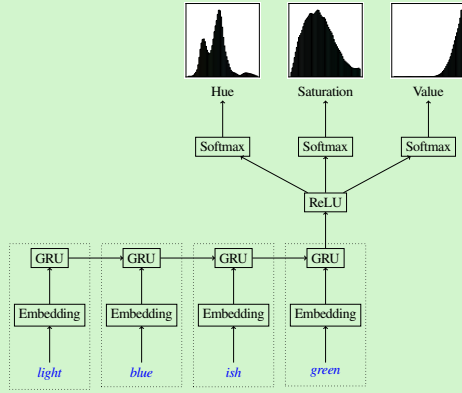 Hue Saturation Value
Softmax Softmax Softmax
ReLU
GRU GRU GRU GRU
Embedding Embedding Embedding Embedding
light blue ish green